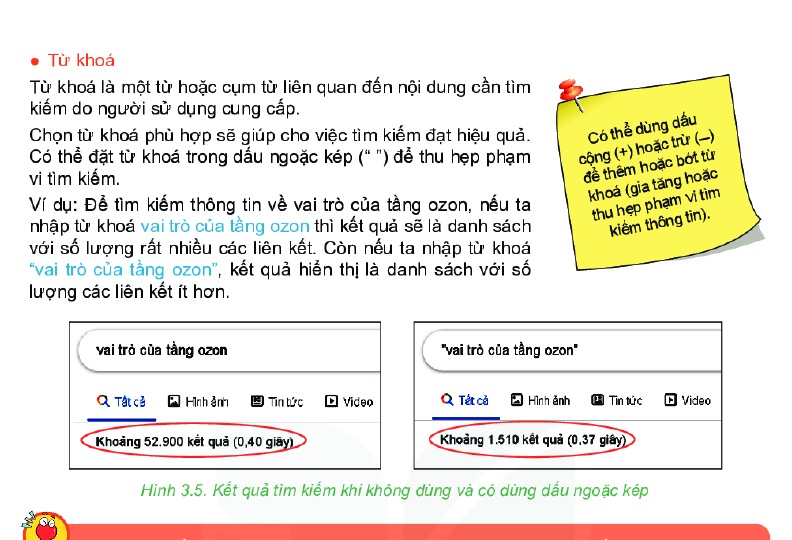 ● Từ khoá
Từ khoá là một từ hoặc cụm từ liên quan đến nội dung cần tìm
kiếm do người sử dụng cung cấp.
Chọn từ khoá phù hợp sẽ giúp cho việc tìm kiếm đạt hiệu quả.
Có thể đặt từ khoá trong dấu ngoặc kép (“ ”) để thu hẹp phạm
vi tìm kiếm.
Ví dụ: Để tìm kiếm thông tin về vai trò của tầng ozon, nếu ta
nhập từ khoá vai trò của tầng ozon thì kết quả sẽ là danh sách
với số lượng rất nhiều các liên kết. Còn nếu ta nhập từ khoá
“vai trò của tầng ozon”, kết quả hiển thị là danh sách với số
lượng các liên kết ít hơn.
Có thể dùng dấu
cộng (+) hoặc trừ (–)
để thêm hoặc bớt từ
khoá (gia tăng hoặc
thu hẹp phạm vi tìm
kiếm thông tin).
vai trò của tầng ozon
Tất cả Hình ảnh Tin tức Video
Khoảng 52.900 kết quả (0,40 giây)
"vai trò của tầng ozon"
Tất cả Hình ảnh Tin tức Video
Khoảng 1.510 kết quả (0,37 giây)
Hình 3.5. Kết quả tìm kiếm khi không dùng và có dùng dấu ngoặc kép